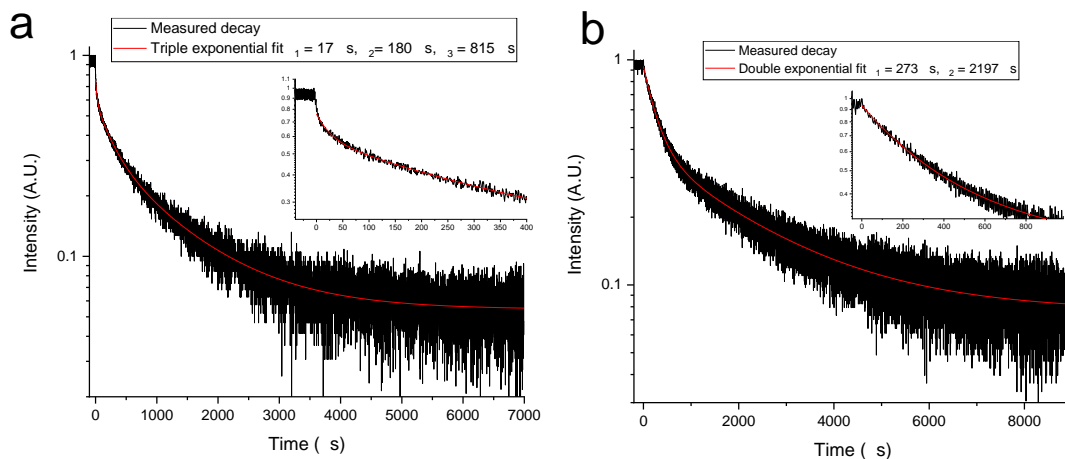 a
Measured decay
Triple exponential fit 1 = 17 s, 2= 180 s, 3 = 815 s
1
0.1
Intensity (A.U.)
0 1000 2000 3000 4000 5000 6000 7000
Time ( s)
1.1
1
0.9
0.8
0.7
0.6
0.5
0.4
0.3
0 50 100 150 200 250 300 350 400
b
Measured decay
Double exponential fit 1 = 273 s, 2 = 2197 s
1
0.1
Intensity (A.U.)
0 2000 4000 6000 8000
Time ( s)
1
0.9
0.8
0.7
0.6
0.5
0.4
0 200 400 600 800